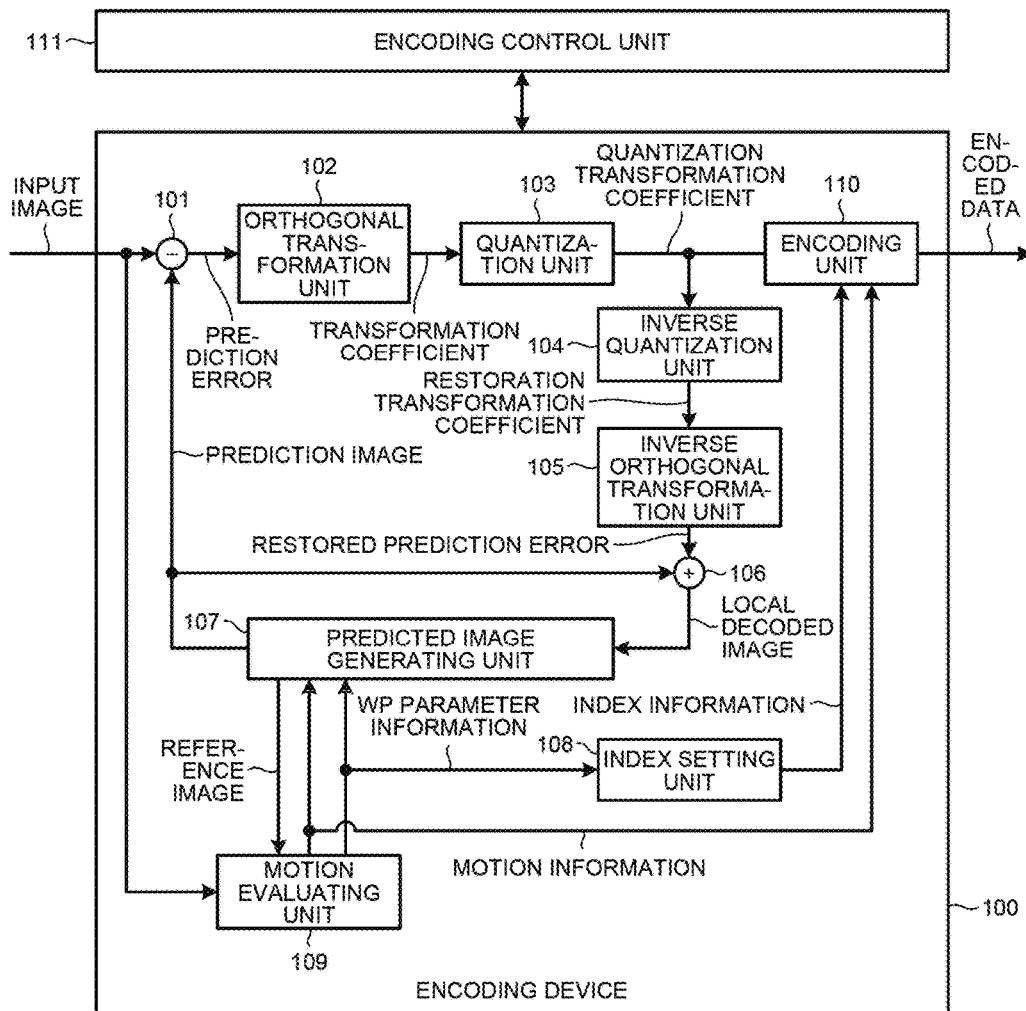 111
ENCODING CONTROL UNIT
INPUT
IMAGE
101
−
102
ORTHOGONAL
TRANS-
FORMATION
UNIT
103
QUANTIZA-
TION UNIT
QUANTIZATION
TRANSFORMATION
COEFFICIENT
110
ENCODING
UNIT
EN-
COD-
ED
DATA
PRE-
DICTION
ERROR
TRANSFORMATION
COEFFICIENT
104
INVERSE
QUANTIZATION
UNIT
RESTORATION
TRANSFORMATION
COEFFICIENT
105
INVERSE
ORTHOGONAL
TRANSFORMA-
TION UNIT
PREDICTION IMAGE
RESTORED PREDICTION ERROR
+
106
LOCAL
DECODED
IMAGE
107
PREDICTED IMAGE
GENERATING UNIT
WP PARAMETER
INFORMATION
INDEX INFORMATION
REFER-
ENCE
IMAGE
108
INDEX SETTING
UNIT
MOTION INFORMATION
MOTION
EVALUATING
UNIT
109
100
ENCODING DEVICE